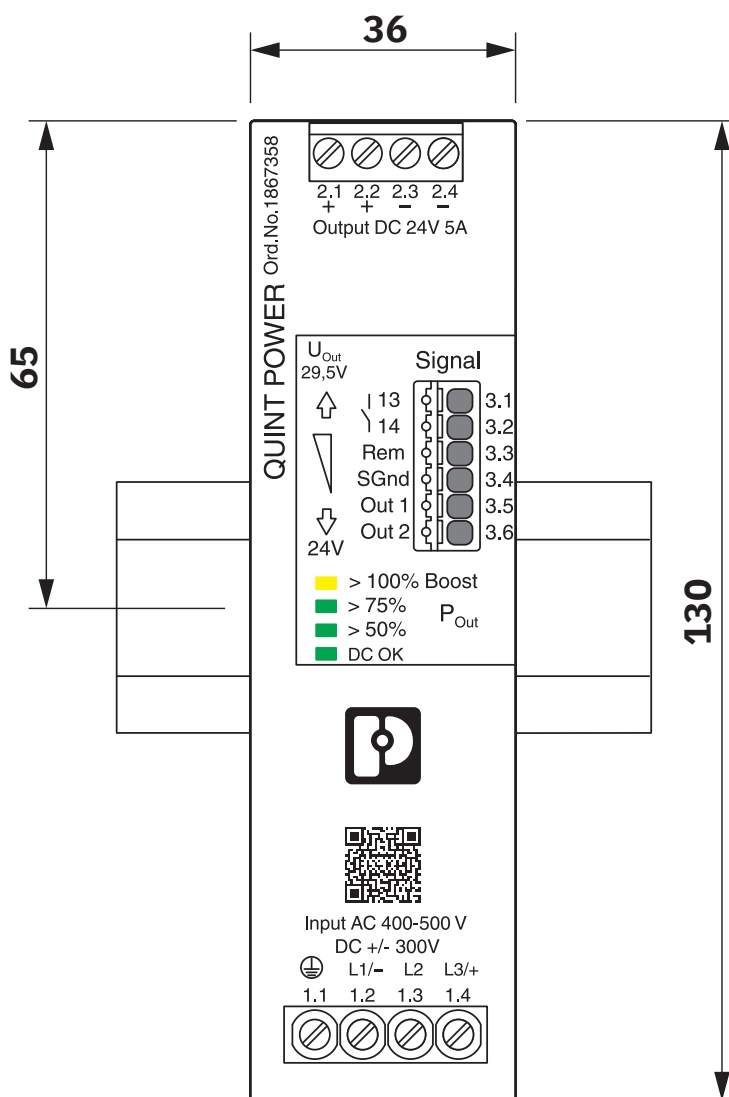 36
65
130
2.1 2.2 2.3 2.4
+ + – –
Output DC 24V 5A
QUINT POWER Ord.No.1867358
UOut
29,5V
24V
Signal
13 3.1
14 3.2
Rem 3.3
SGnd 3.4
Out 1 3.5
Out 2 3.6
> 100% Boost
> 75%
> 50%
DC OK
POut
Input AC 400-500 V
DC +/- 300V
L1/– L2 L3/+
1.1 1.2 1.3 1.4